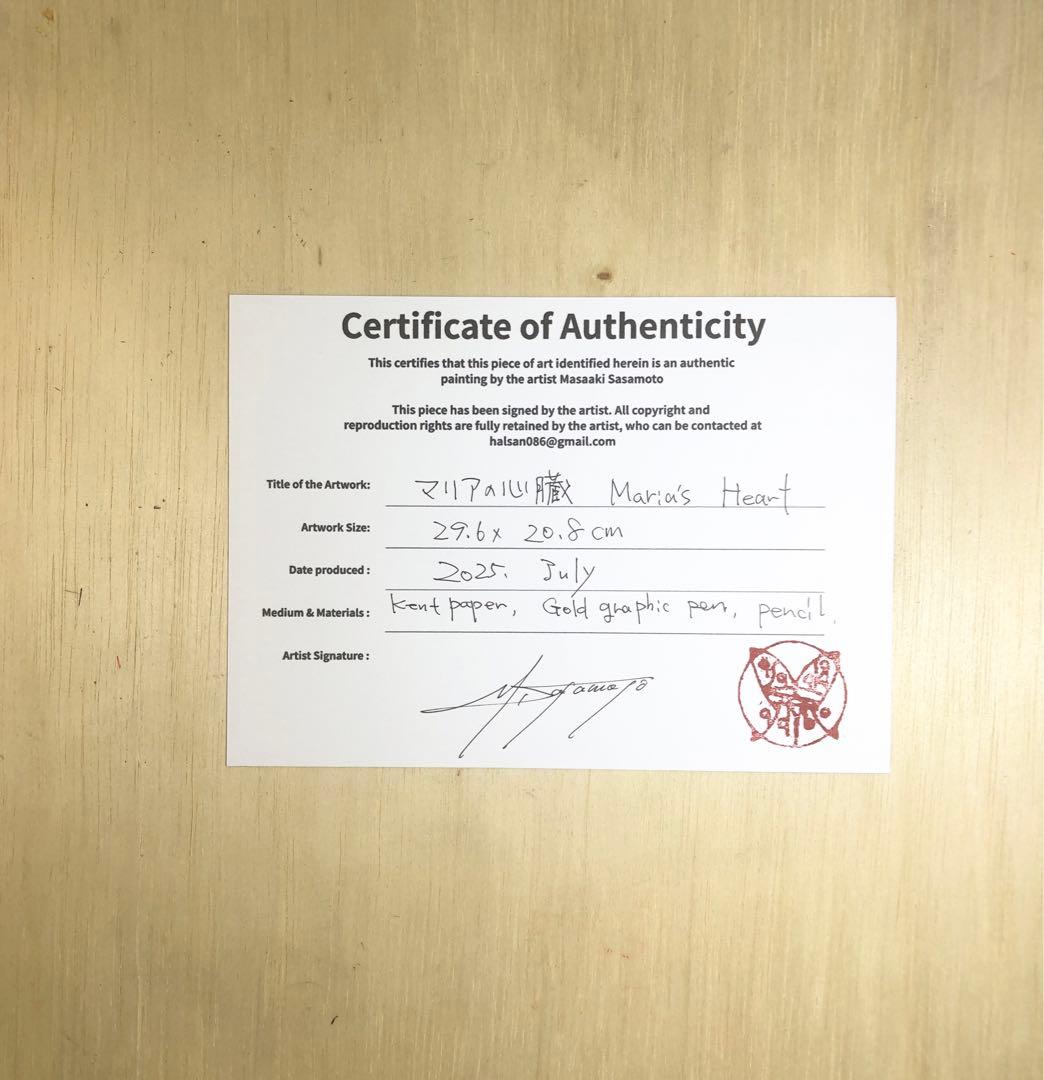 Certificate of Authenticity
This certifies that this piece of art identified herein is an authentic
painting by the artist Masaaki Sasamoto
This piece has been signed by the artist. All copyright and
reproduction rights are fully retained by the artist, who can be contacted at
halsan086@gmail.com
Title of the Artwork: マリアの心臓 Maria's Heart
Artwork Size: 29.6 x 20.8 cm
Date produced : 2025. July
Medium & Materials : Kent paper, Gold graphic pen, pencil.
Artist Signature : M. Sasamoto